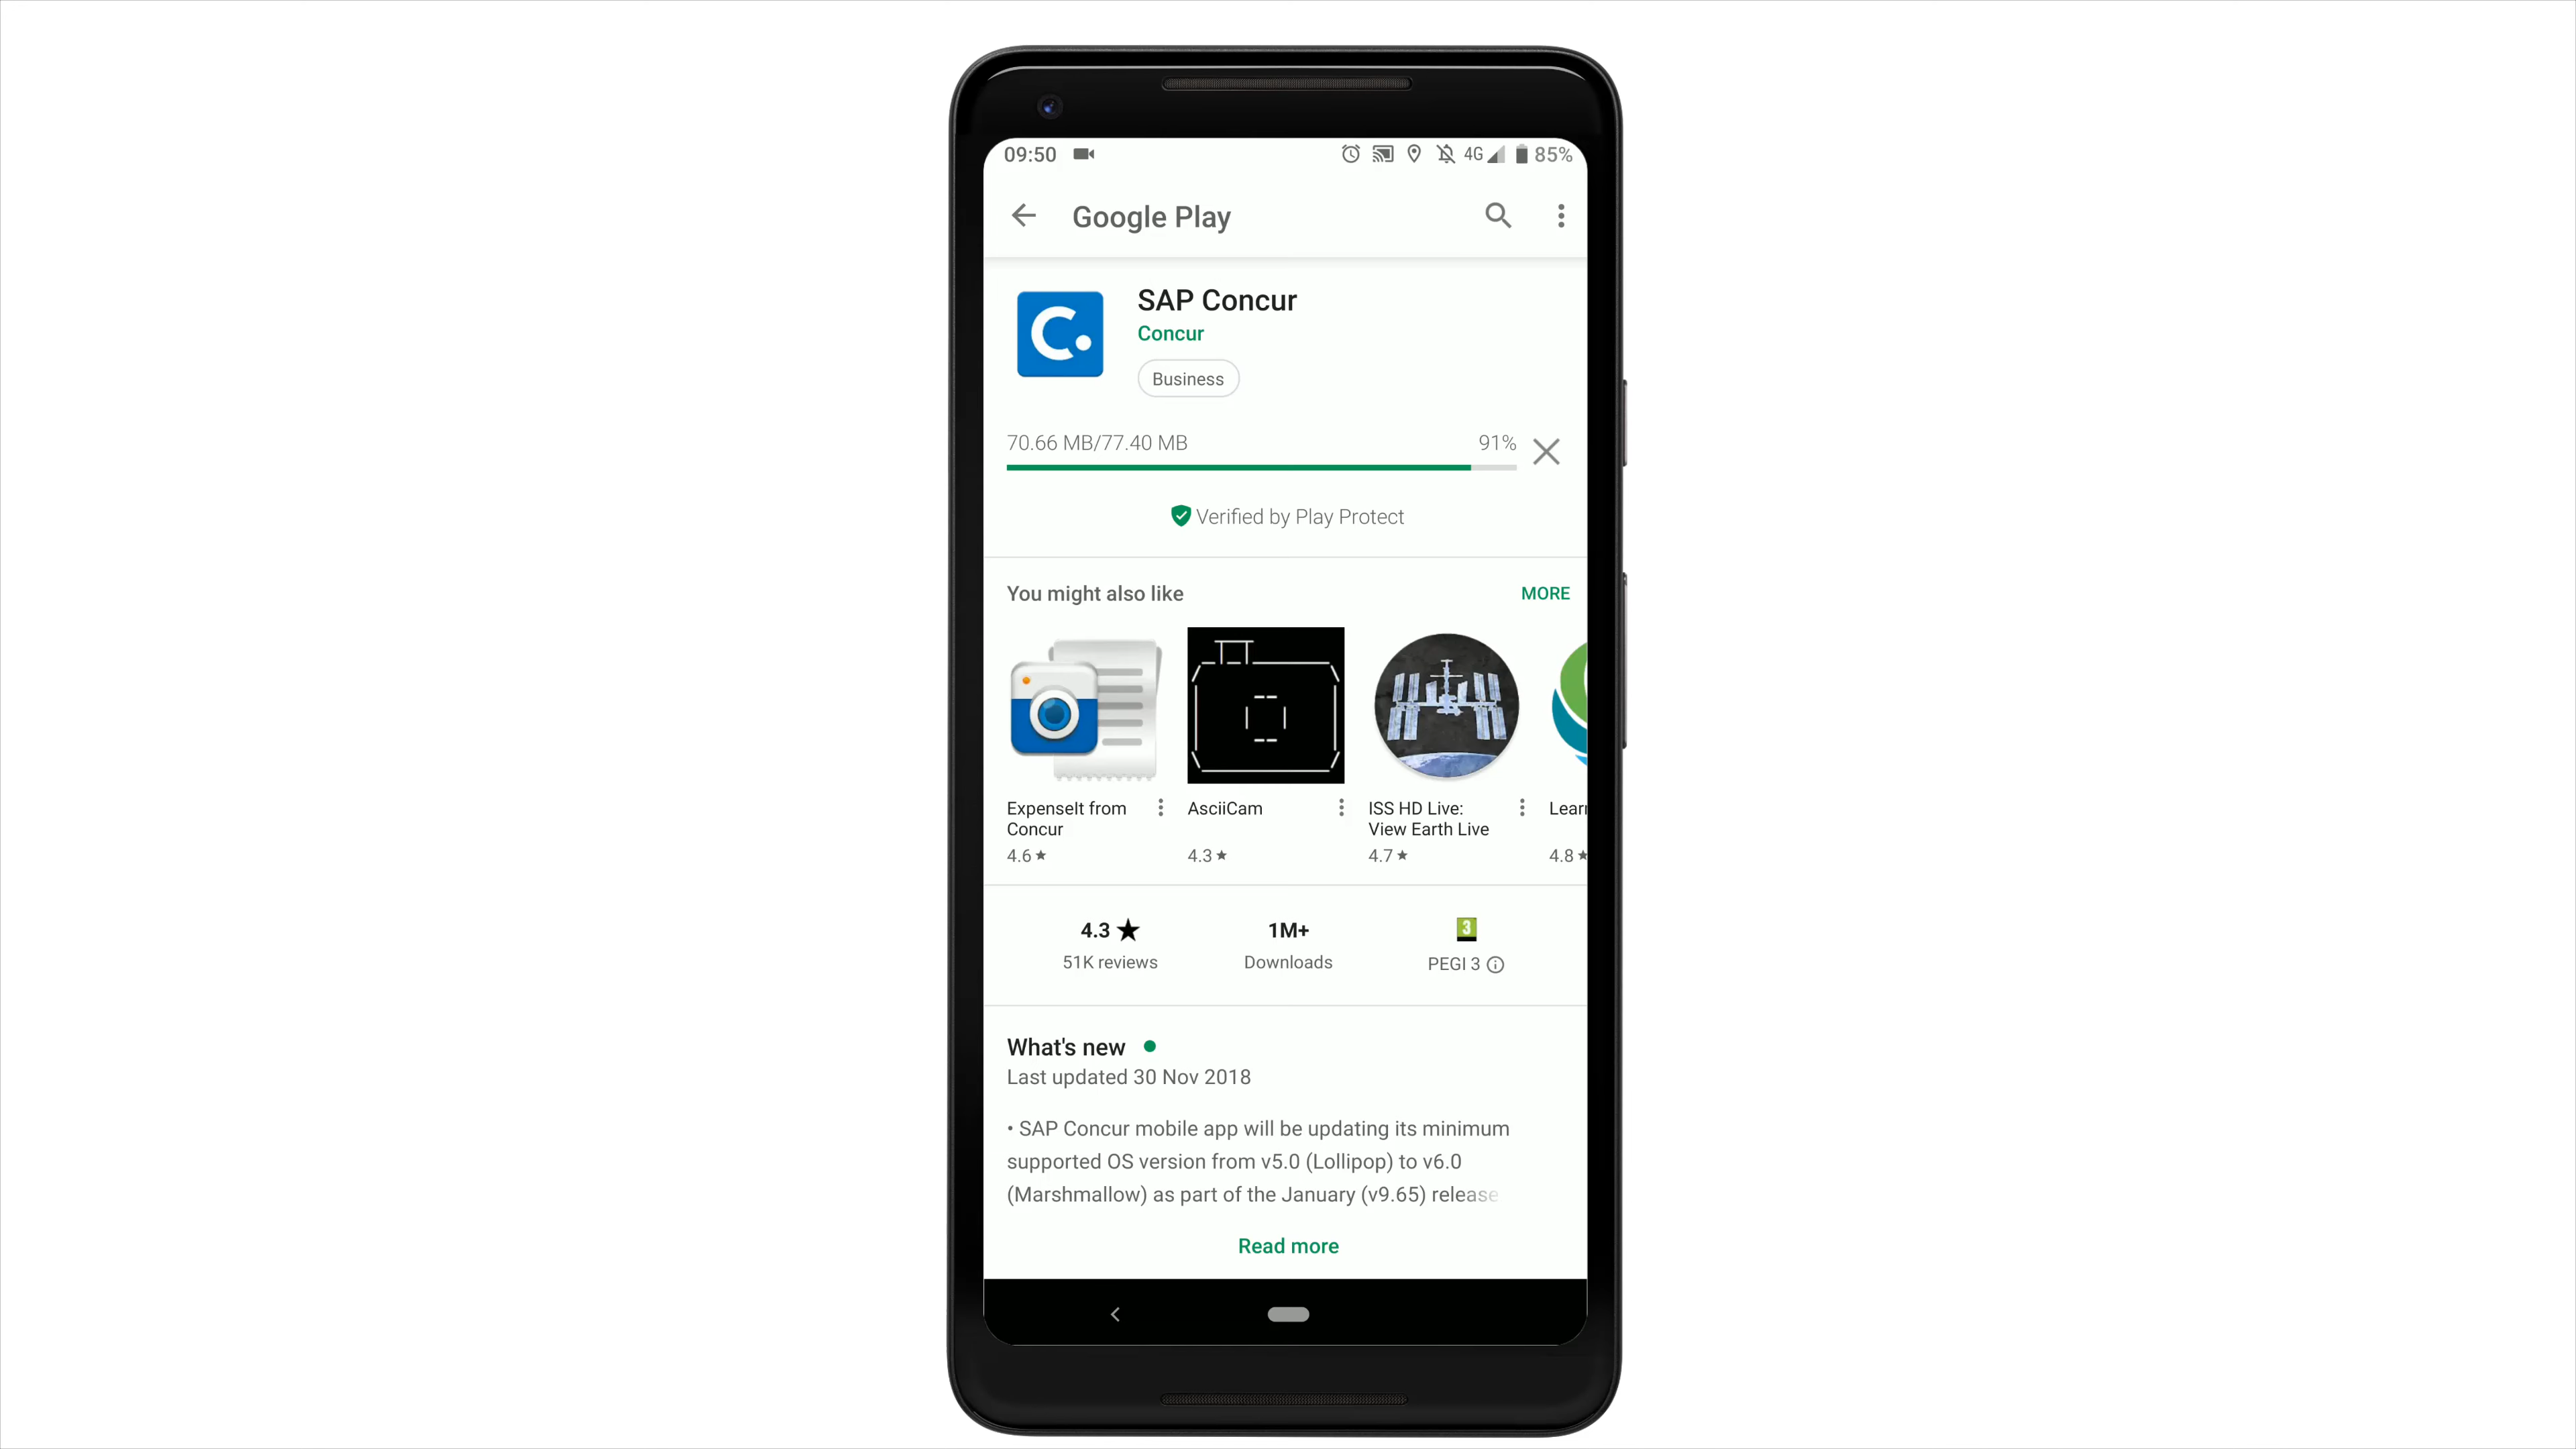 09:50
4G 85%
Google Play
SAP Concur
Concur
Business
70.66 MB/77.40 MB 91%
Verified by Play Protect
You might also like MORE
ExpenseIt from
Concur
4.6★
AsciiCam
4.3★
ISS HD Live:
View Earth Live
4.7★
Lear
4.8★
4.3 ★
51K reviews
1M+
Downloads
3
PEGI 3
What's new
Last updated 30 Nov 2018
• SAP Concur mobile app will be updating its minimum
supported OS version from v5.0 (Lollipop) to v6.0
(Marshmallow) as part of the January (v9.65) release
Read more